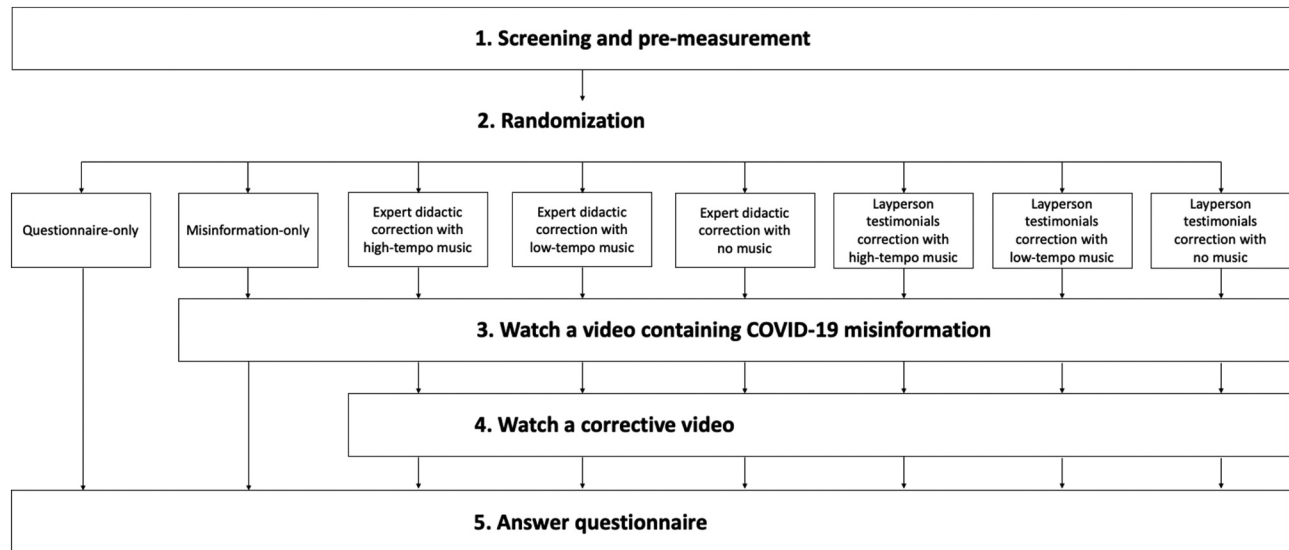 1. Screening and pre-measurement
2. Randomization
Questionnaire-only
Misinformation-only
Expert didactic
correction with
high-tempo music
Expert didactic
correction with
low-tempo music
Expert didactic
correction with
no music
Layperson
testimonials
correction with
high-tempo music
Layperson
testimonials
correction with
low-tempo music
Layperson
testimonials
correction with
no music
3. Watch a video containing COVID-19 misinformation
4. Watch a corrective video
5. Answer questionnaire